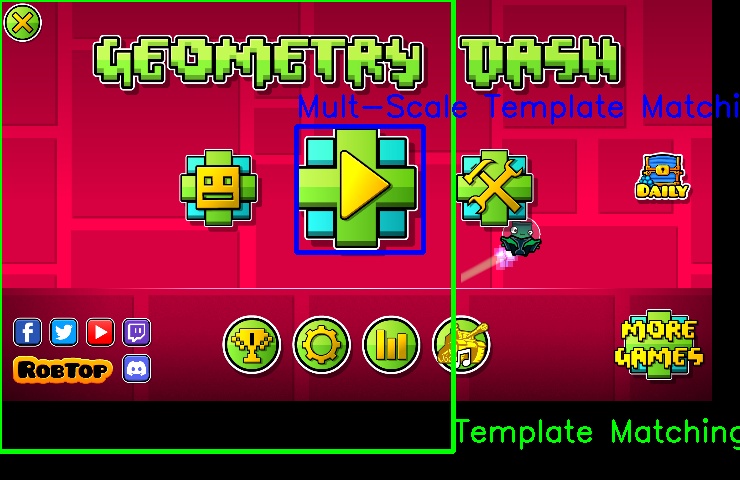 GEOMETRY DASH
Mult-Scale Template Matchi
DAILY
f
ROBTOP
MORE
GAMES
Template Matching